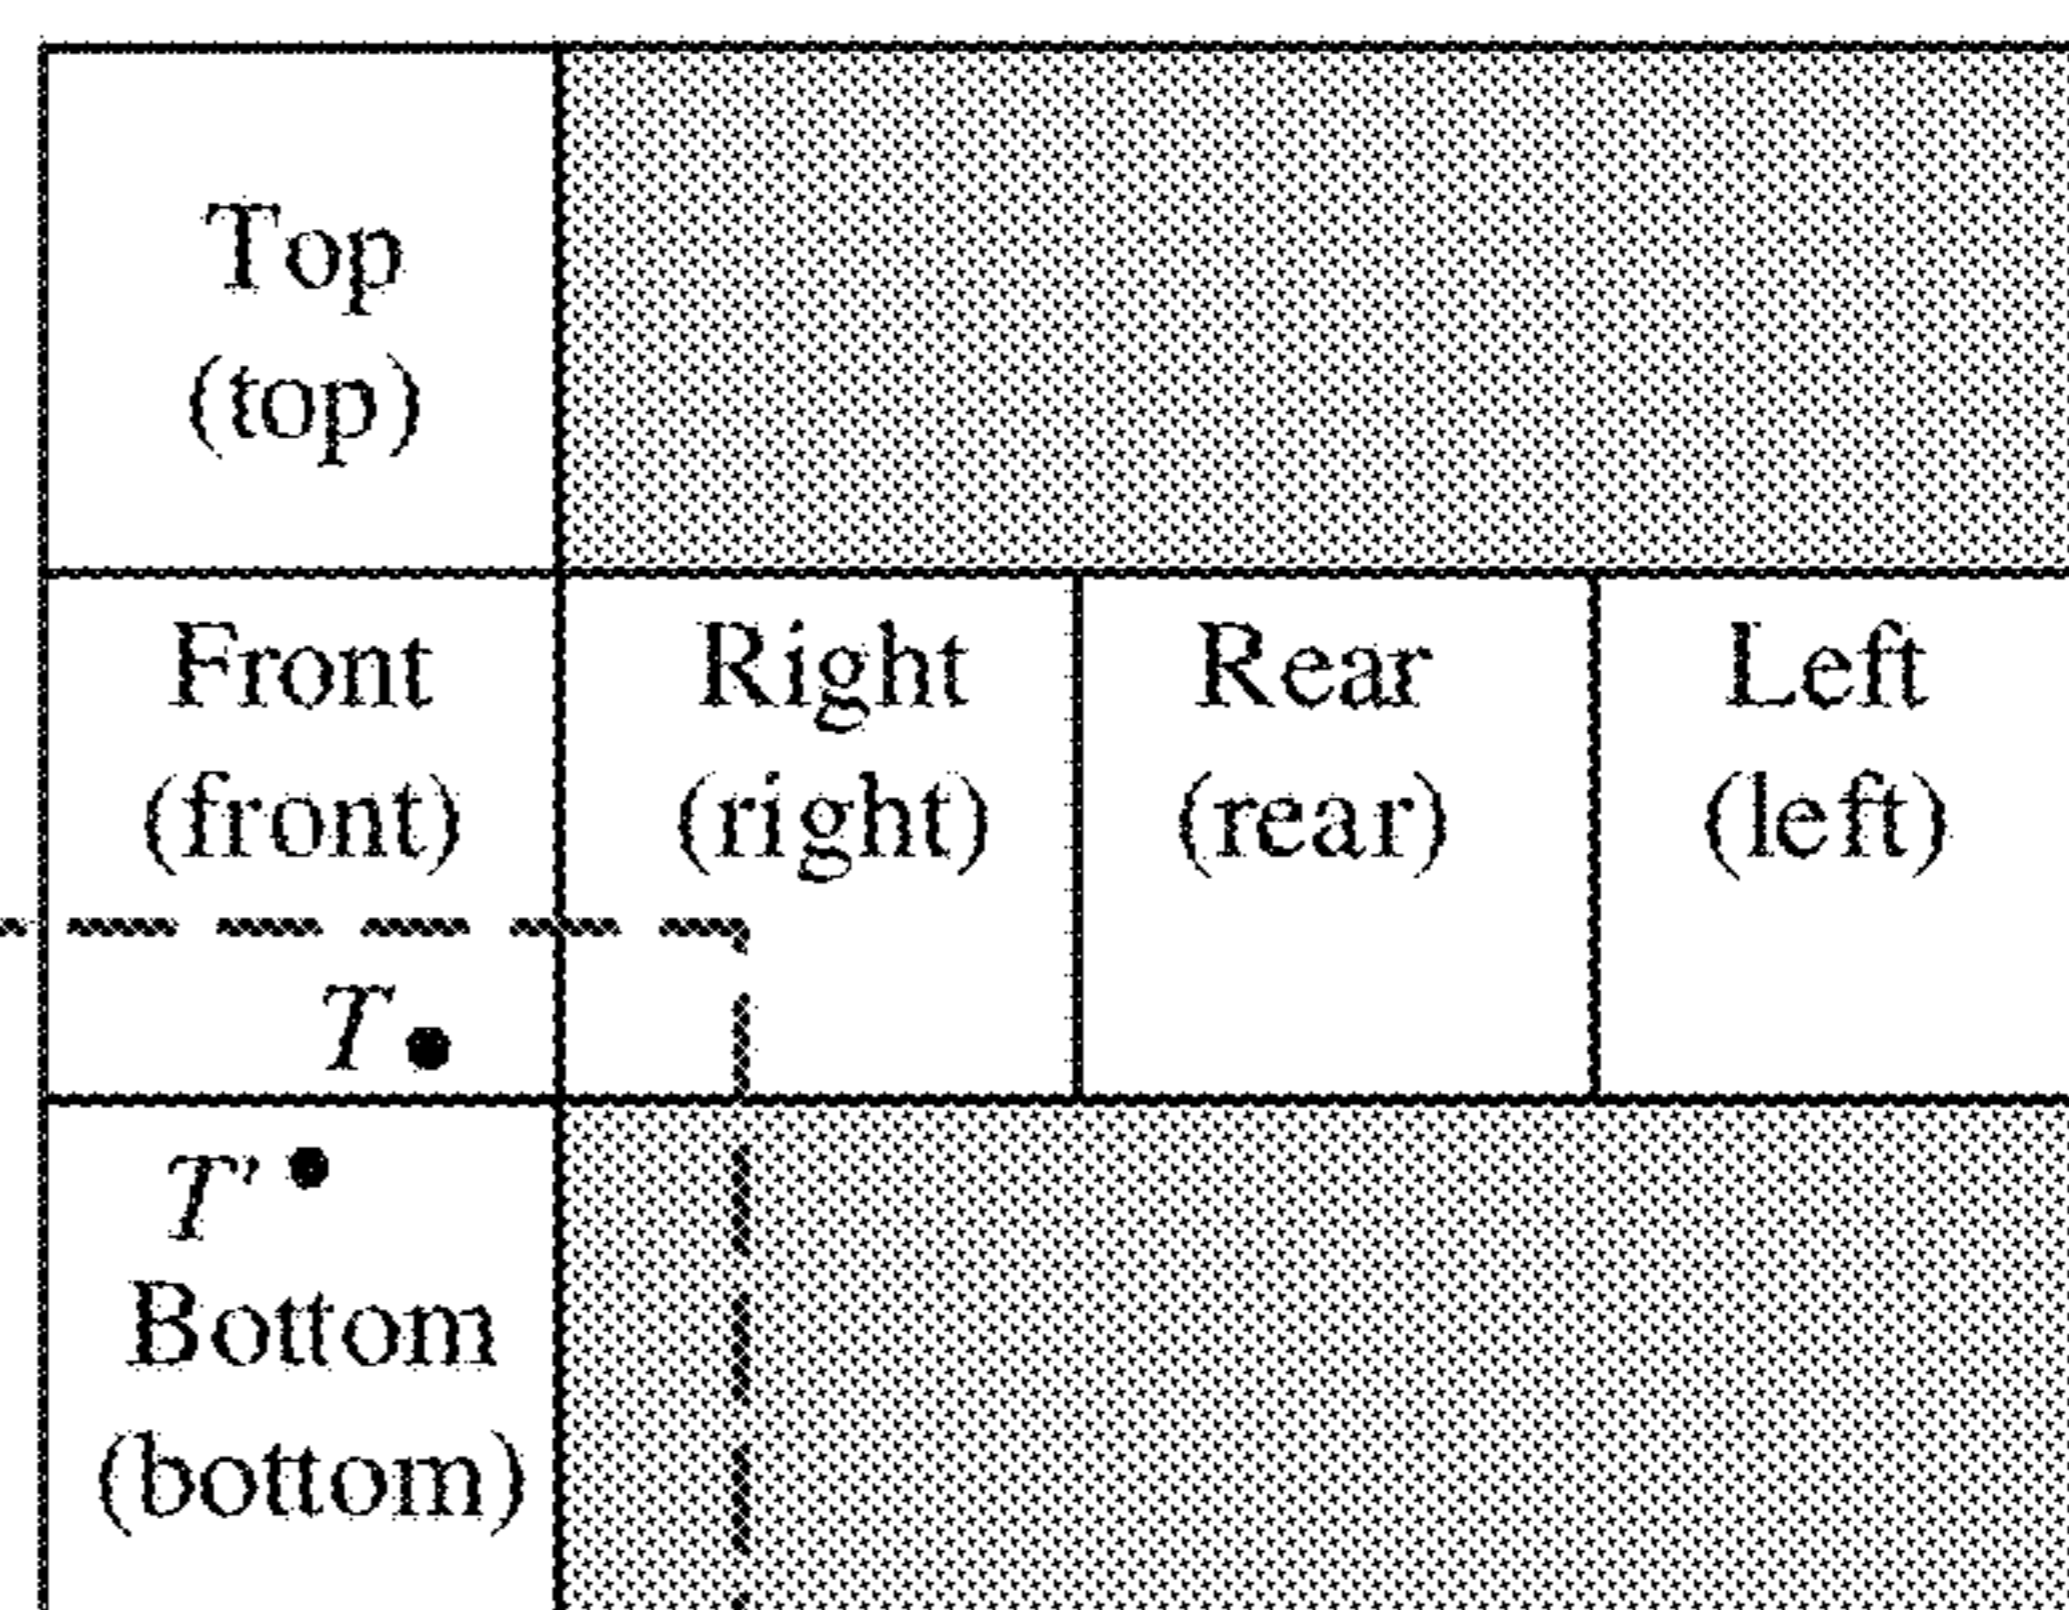 Top
(top)
Front
(front)
Right
(right)
Rear
(rear)
Left
(left)
T
T'
Bottom
(bottom)